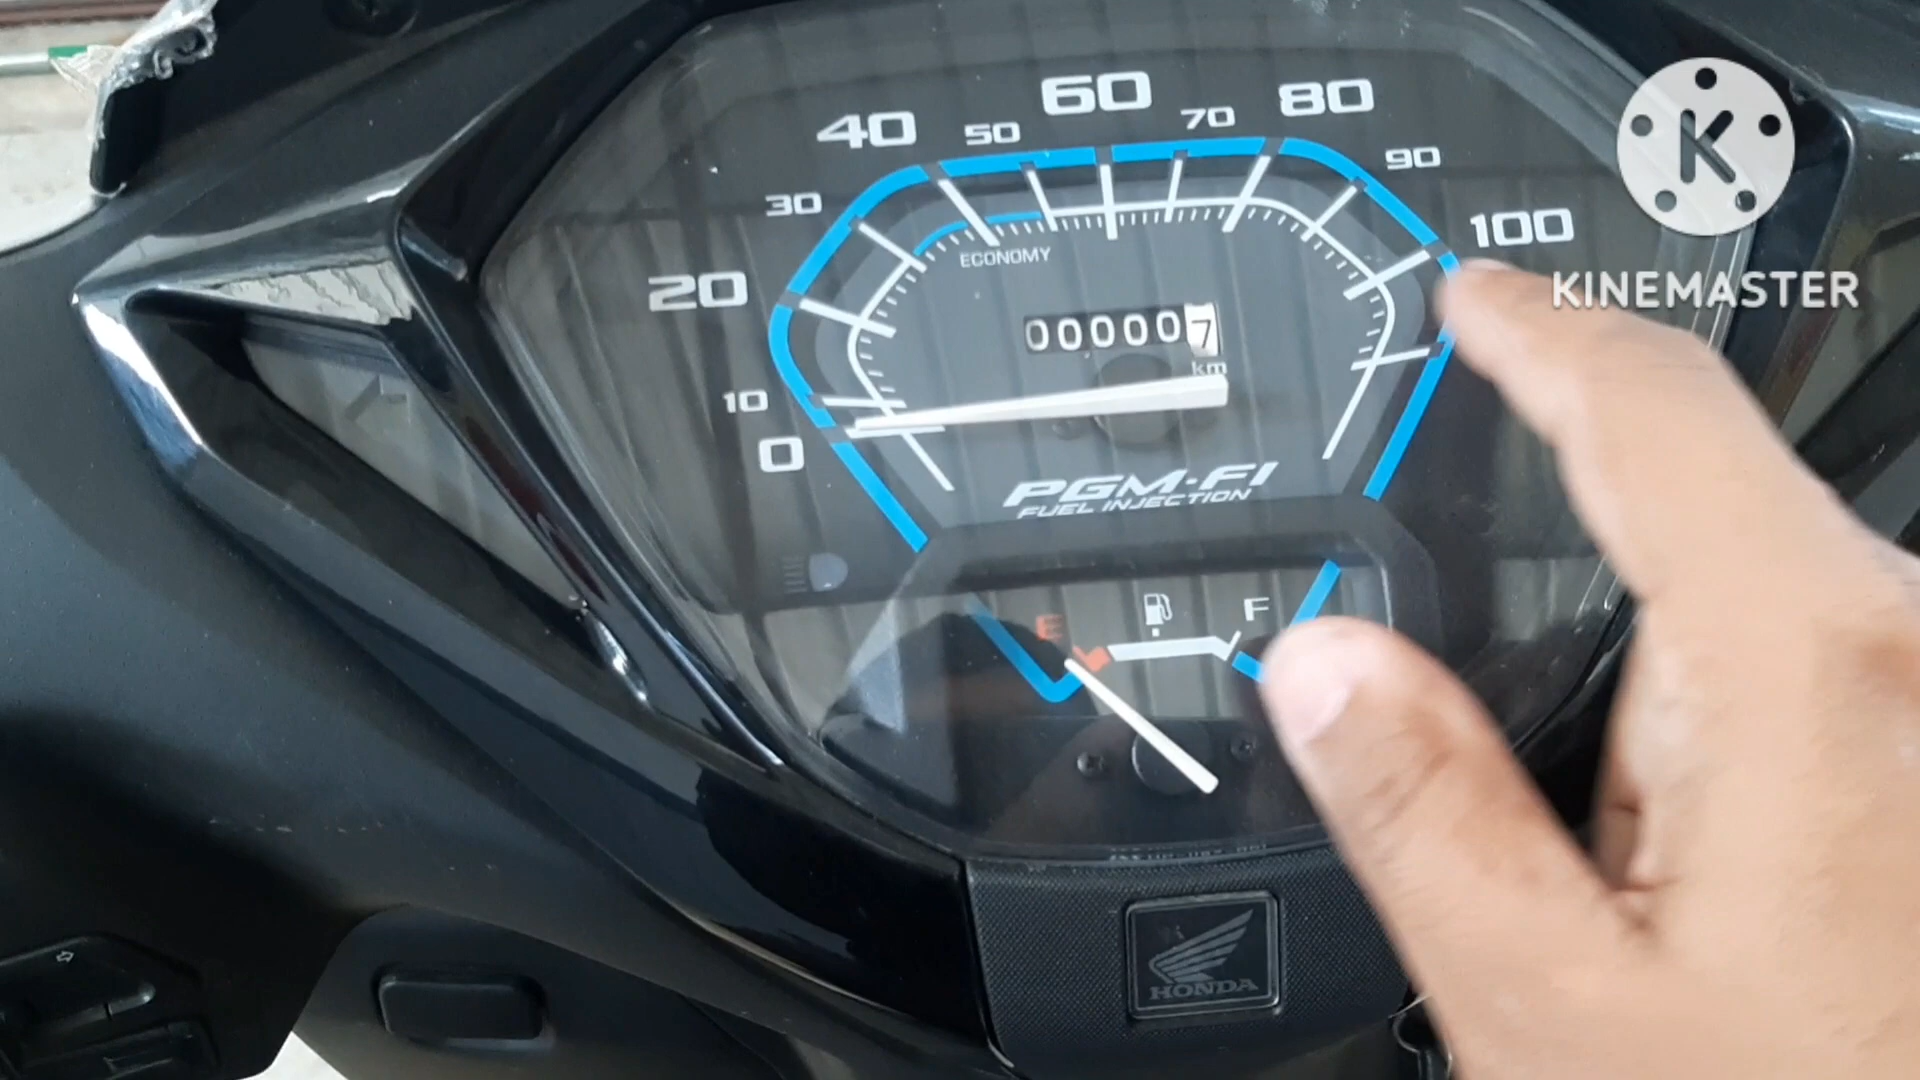 60
80
40
50
70
90
30
100
KINEMASTER
K
ECONOMY
20
000007
km
10
0
PGM-FI
FUEL INJECTION
E
F
HONDA